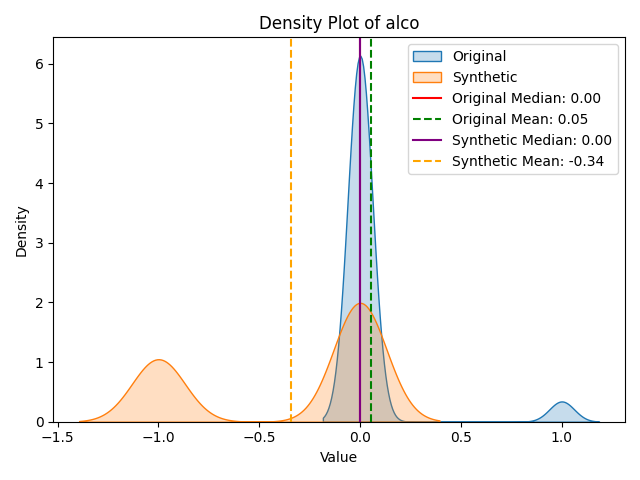 Density Plot of alco
Original
Synthetic
Original Median: 0.00
Original Mean: 0.05
Synthetic Median: 0.00
Synthetic Mean: -0.34
Density
6
5
4
3
2
1
0
−1.5 −1.0 −0.5 0.0 0.5 1.0
Value